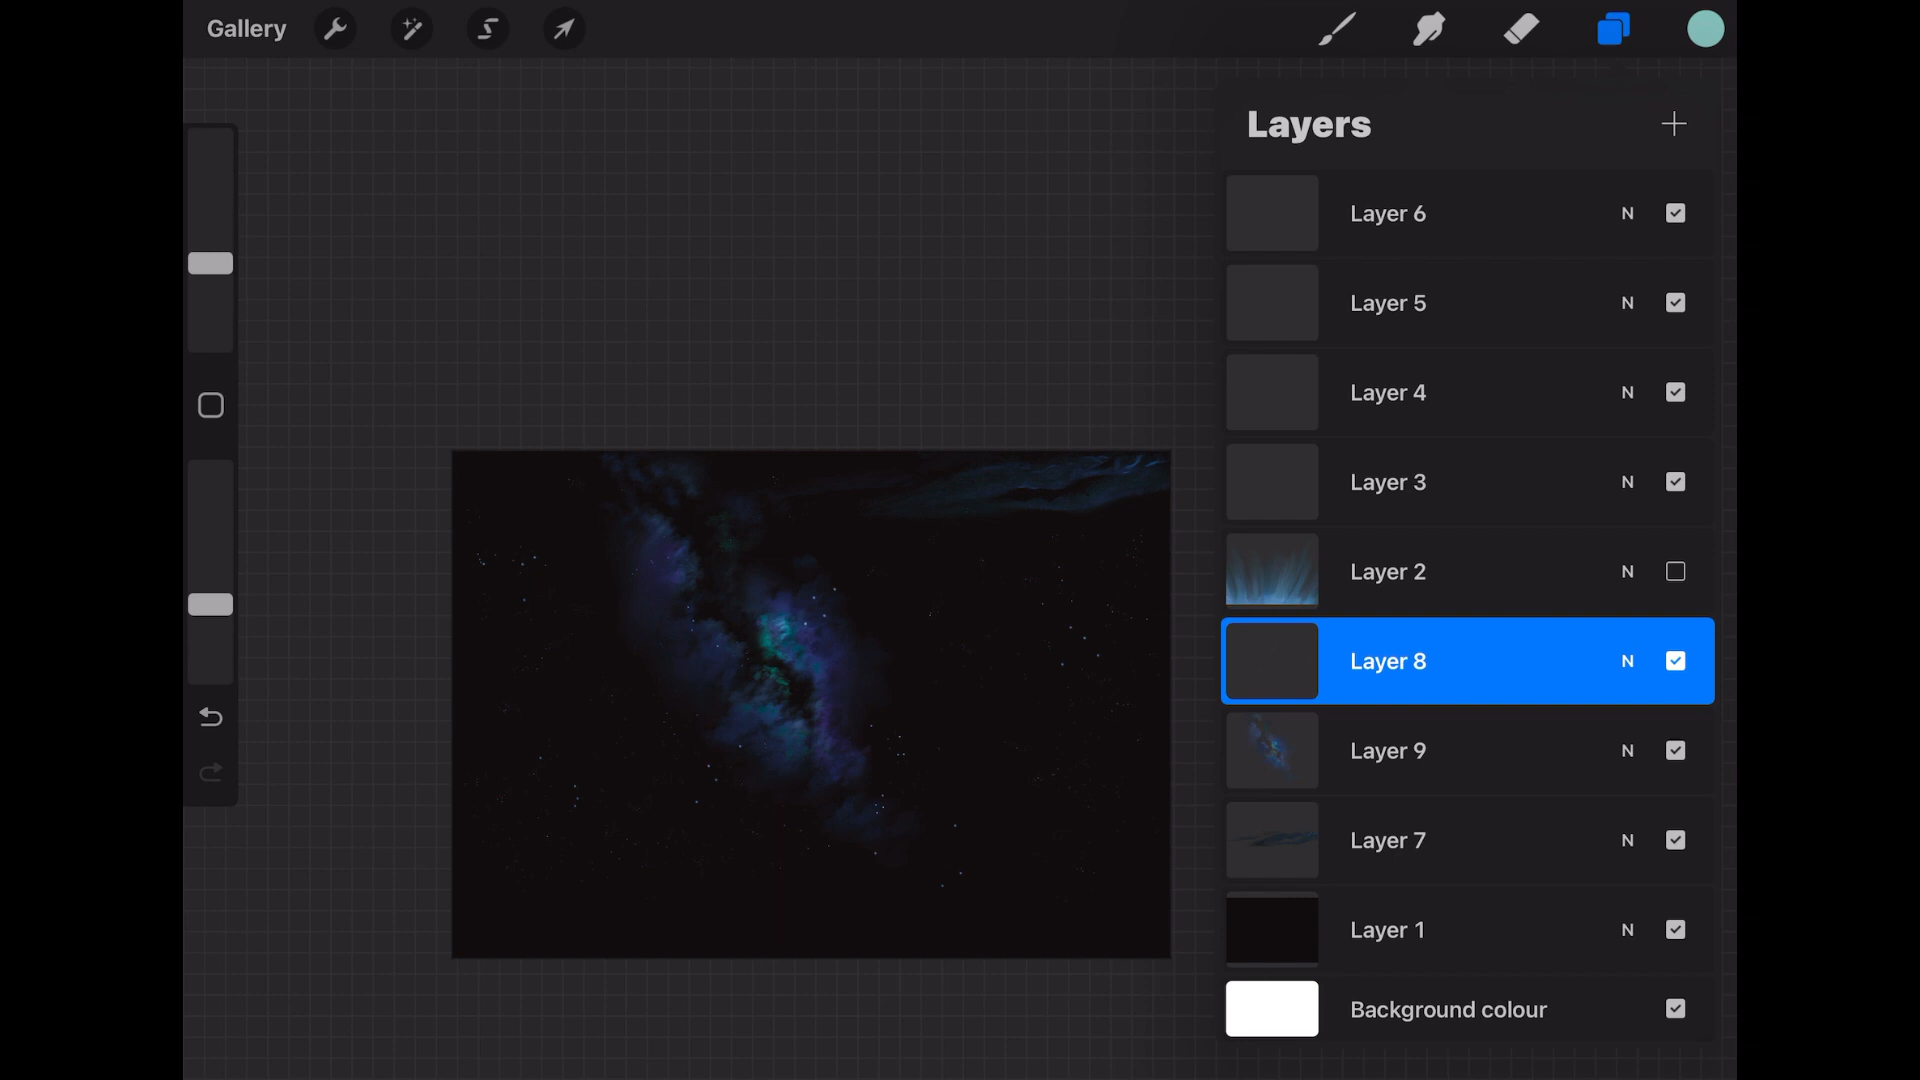 Gallery
Layers
Layer 6 N
Layer 5 N
Layer 4 N
Layer 3 N
Layer 2 N
Layer 8 N
Layer 9 N
Layer 7 N
Layer 1 N
Background colour